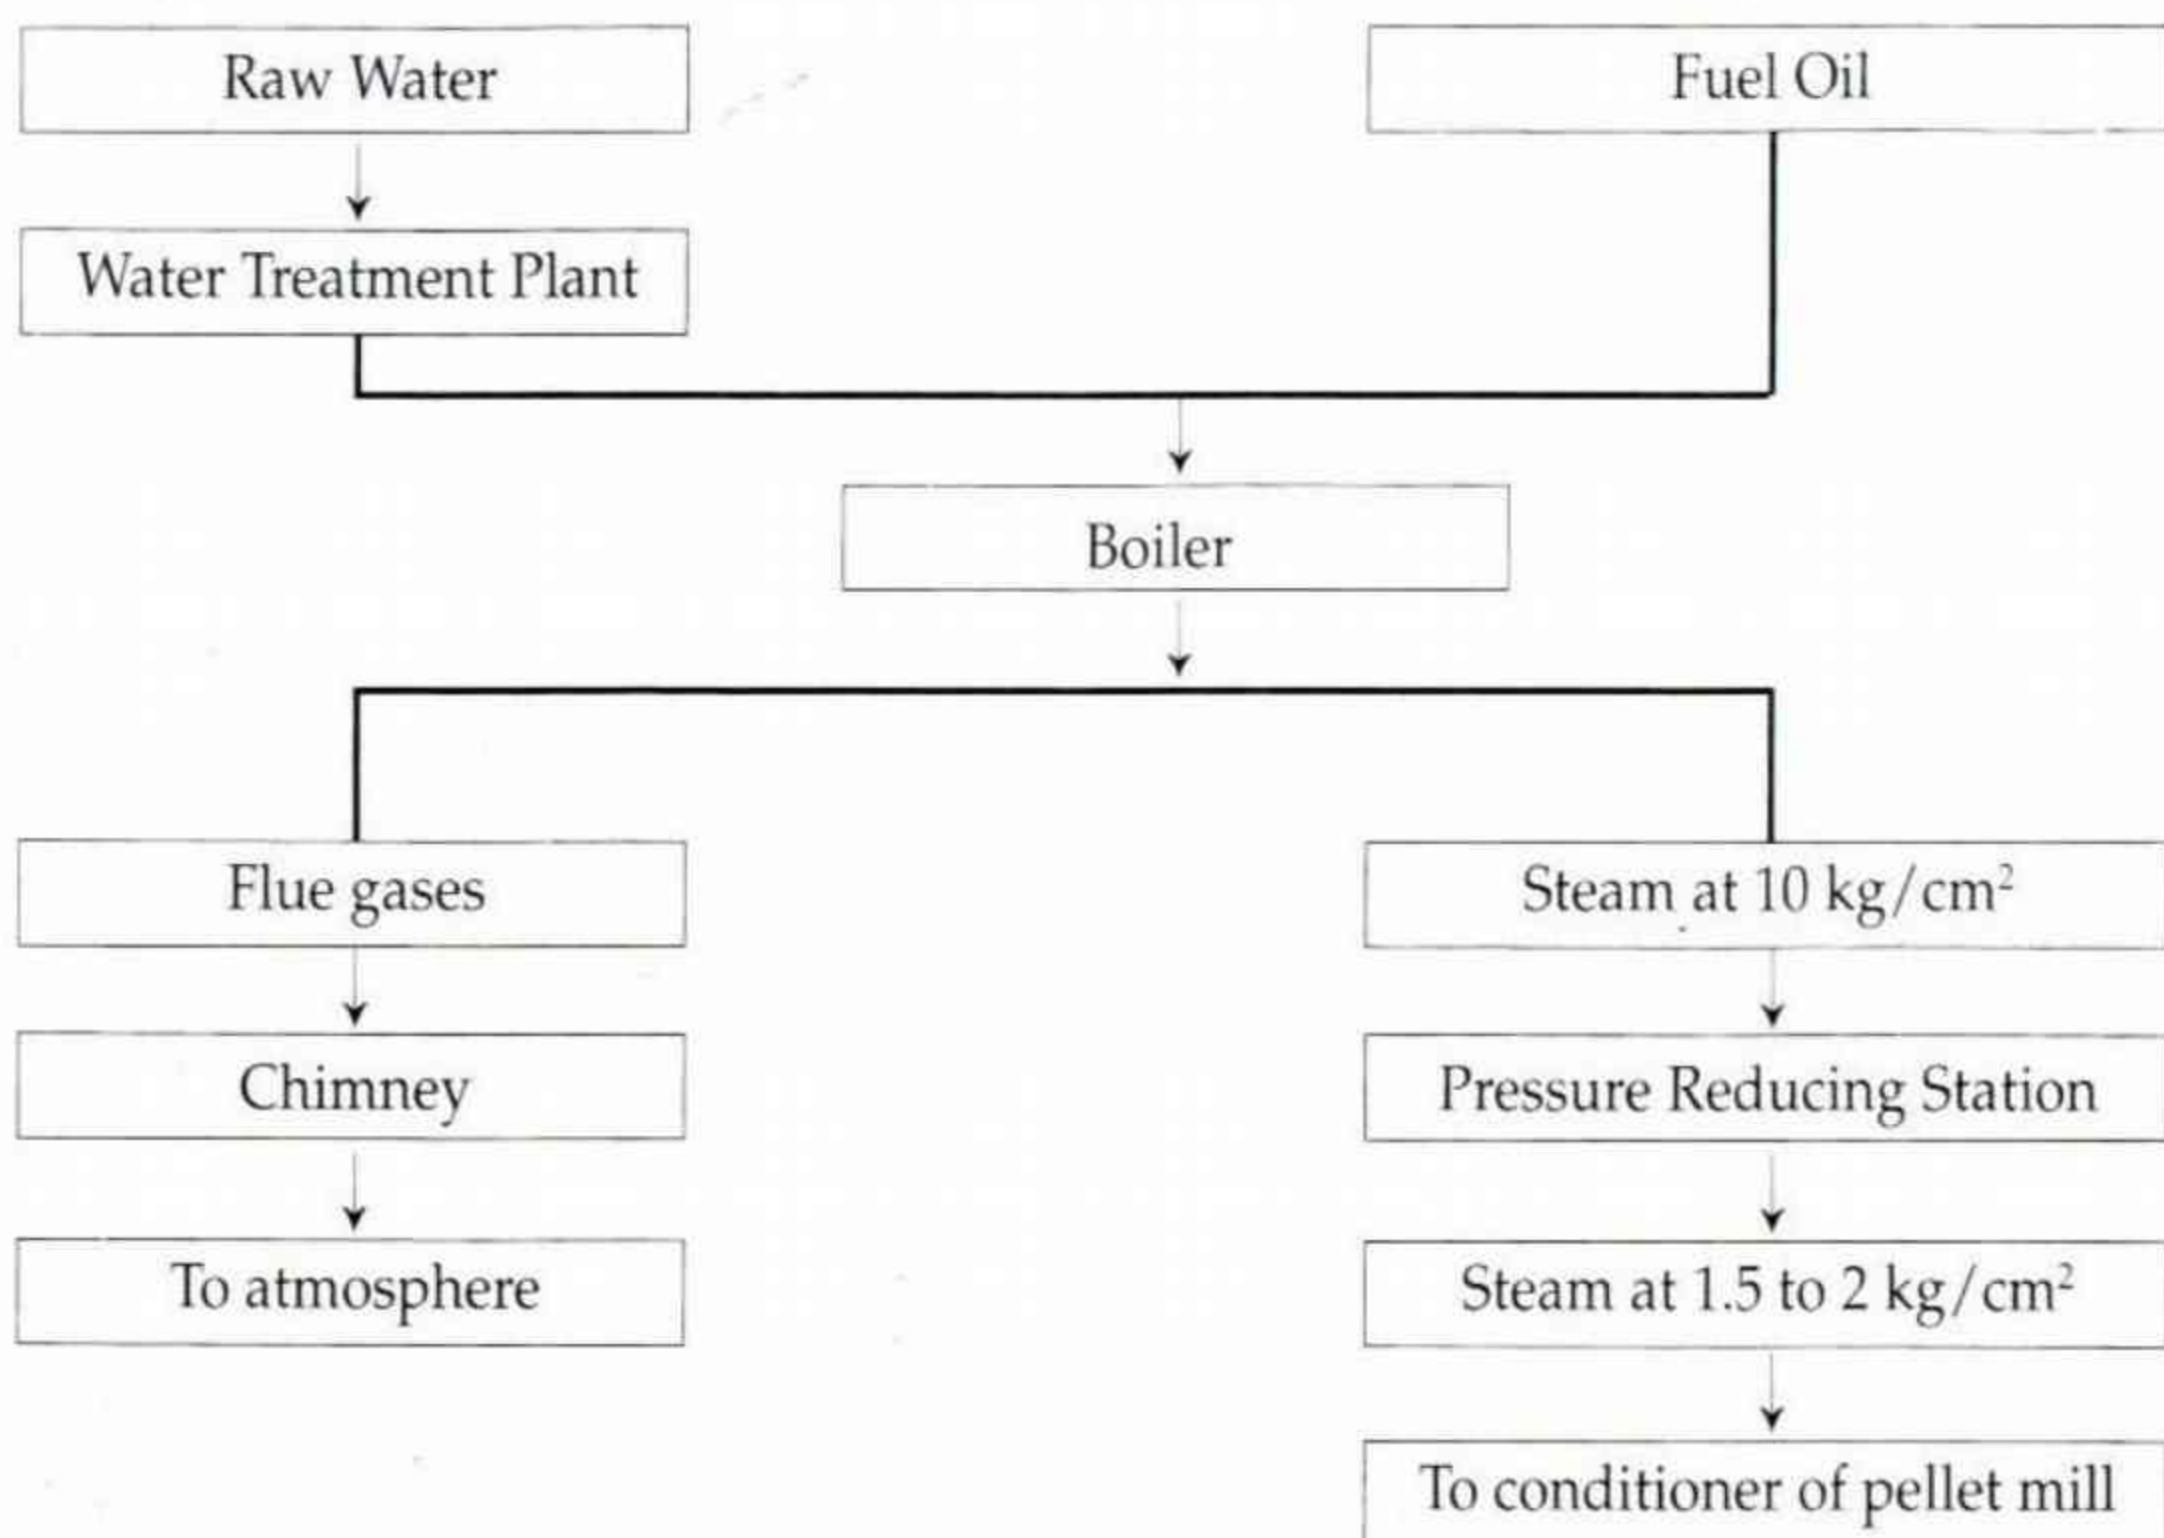 Raw Water
Fuel Oil
Water Treatment Plant
Boiler
Flue gases
Steam at 10 kg/cm²
Chimney
Pressure Reducing Station
To atmosphere
Steam at 1.5 to 2 kg/cm²
To conditioner of pellet mill